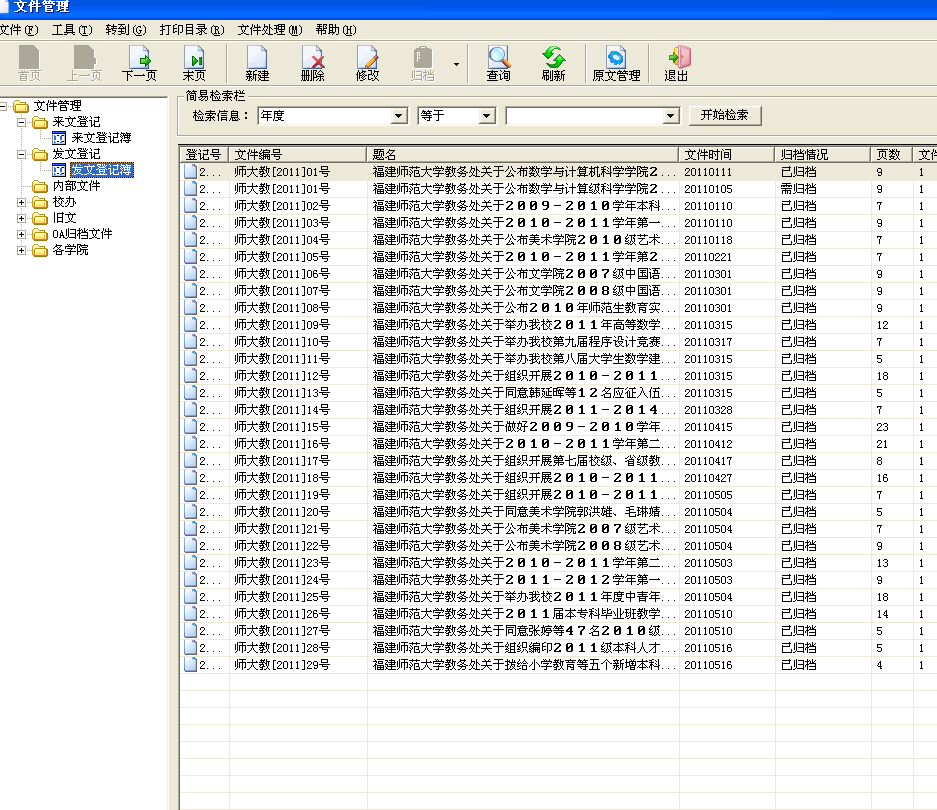 文件管理
文件(F) 工具(T) 转到(G) 打印目录(R) 文件处理(M) 帮助(H)
首页 上一页 下一页 末页 新建 删除 修改 归档 查询 刷新 原文管理 退出
文件管理
来文登记
来文登记簿
发文登记
发文登记簿
内部文件
校办
旧文
OA归档文件
各学院
简易检索栏
检索信息： 年度 等于 开始检索
登记号 文件编号 题名 文件时间 归档情况 页数 文件
2... 师大教[2011]01号 福建师范大学教务处关于公布数学与计算机科学学院2... 20110111 已归档 9 1
2... 师大教[2011]01号 福建师范大学教务处关于公布数学与计算级科学学院2... 20110105 需归档 9 1
2... 师大教[2011]02号 福建师范大学教务处关于2009-2010学年本科... 20110110 已归档 7 1
2... 师大教[2011]03号 福建师范大学教务处关于2010-2011学年第一... 20110110 已归档 9 1
2... 师大教[2011]04号 福建师范大学教务处关于公布美术学院2010级艺术... 20110118 已归档 7 1
2... 师大教[2011]05号 福建师范大学教务处关于2010-2011学年第2... 20110221 已归档 7 1
2... 师大教[2011]06号 福建师范大学教务处关于公布文学院2007级中国语... 20110301 已归档 9 1
2... 师大教[2011]07号 福建师范大学教务处关于公布文学院2008级中国语... 20110301 已归档 9 1
2... 师大教[2011]08号 福建师范大学教务处关于公布2010年师范生教育实... 20110301 已归档 9 1
2... 师大教[2011]09号 福建师范大学教务处关于举办我校2011年高等数学... 20110315 已归档 12 1
2... 师大教[2011]10号 福建师范大学教务处关于举办我校第九届程序设计竞赛... 20110317 已归档 7 1
2... 师大教[2011]11号 福建师范大学教务处关于举办我校第八届大学生数学建... 20110315 已归档 5 1
2... 师大教[2011]12号 福建师范大学教务处关于组织开展2010-2011... 20110315 已归档 18 1
2... 师大教[2011]13号 福建师范大学教务处关于同意韩延晖等12名应征入伍... 20110315 已归档 5 1
2... 师大教[2011]14号 福建师范大学教务处关于组织开展2011-2014... 20110328 已归档 7 1
2... 师大教[2011]15号 福建师范大学教务处关于做好2009-2010学年... 20110415 已归档 23 1
2... 师大教[2011]16号 福建师范大学教务处关于2010-2011学年第二... 20110412 已归档 21 1
2... 师大教[2011]17号 福建师范大学教务处关于组织开展第七届校级、省级教... 20110417 已归档 8 1
2... 师大教[2011]18号 福建师范大学教务处关于组织开展2010-2011... 20110427 已归档 16 1
2... 师大教[2011]19号 福建师范大学教务处关于组织开展2010-2011... 20110505 已归档 7 1
2... 师大教[2011]20号 福建师范大学教务处关于同意美术学院郭洪雄、毛琳婧... 20110504 已归档 5 1
2... 师大教[2011]21号 福建师范大学教务处关于公布美术学院2007级艺术... 20110504 已归档 7 1
2... 师大教[2011]22号 福建师范大学教务处关于公布美术学院2008级艺术... 20110504 已归档 9 1
2... 师大教[2011]23号 福建师范大学教务处关于2010-2011学年第二... 20110503 已归档 13 1
2... 师大教[2011]24号 福建师范大学教务处关于2011-2012学年第一... 20110503 已归档 9 1
2... 师大教[2011]25号 福建师范大学教务处关于举办我校2011年度中青年... 20110504 已归档 18 1
2... 师大教[2011]26号 福建师范大学教务处关于2011届本专科毕业班教学... 20110510 已归档 14 1
2... 师大教[2011]27号 福建师范大学教务处关于同意张婷等47名2010级... 20110510 已归档 5 1
2... 师大教[2011]28号 福建师范大学教务处关于组织编印2011级本科人才... 20110516 已归档 5 1
2... 师大教[2011]29号 福建师范大学教务处关于拨给小学教育等五个新增本科... 20110516 已归档 4 1